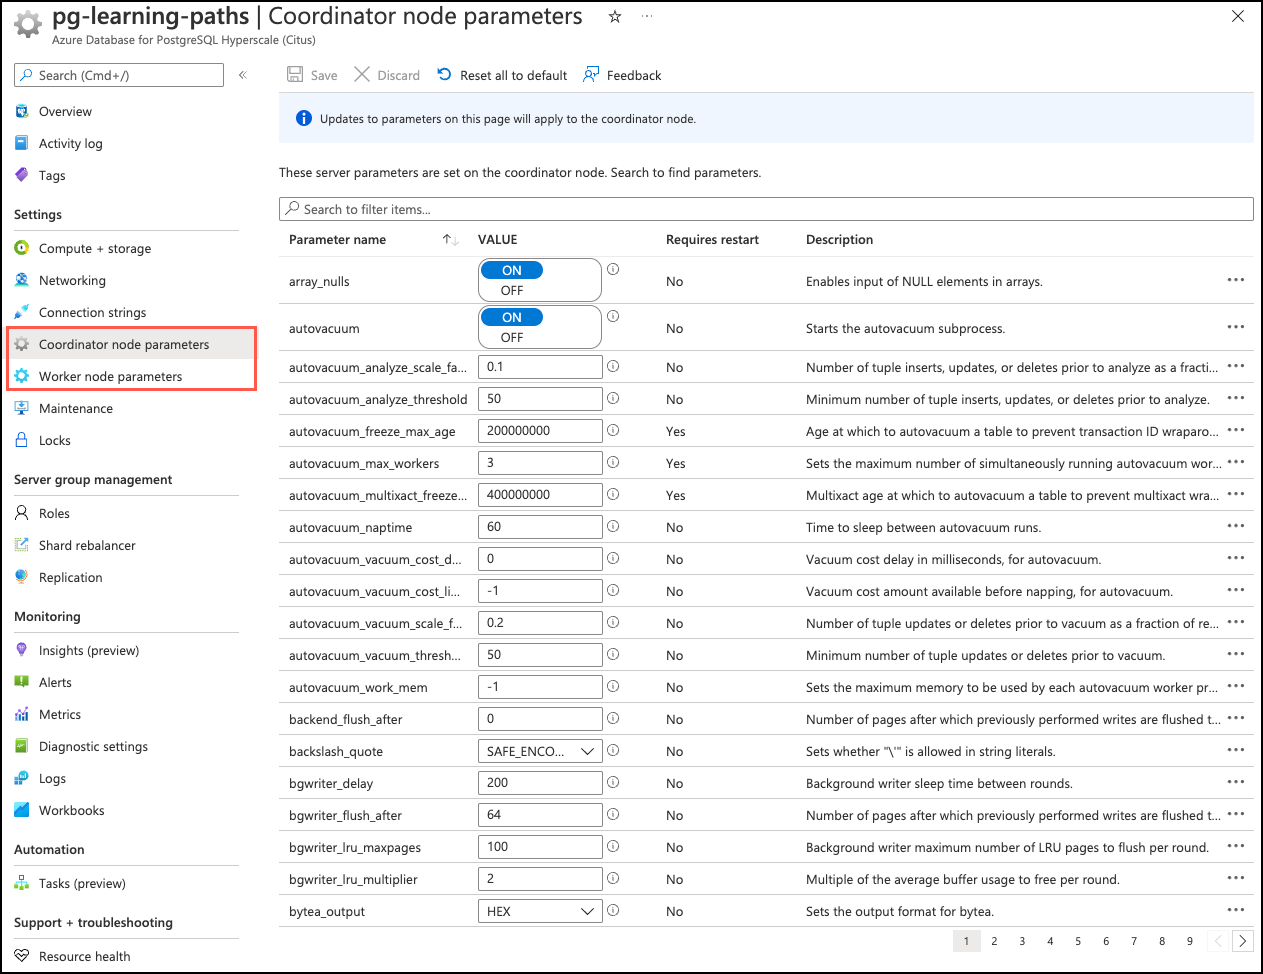 pg-learning-paths | Coordinator node parameters
Azure Database for PostgreSQL Hyperscale (Citus)
Search (Cmd+/)
Overview
Activity log
Tags
Settings
Compute + storage
Networking
Connection strings
Coordinator node parameters
Worker node parameters
Maintenance
Locks
Server group management
Roles
Shard rebalancer
Replication
Monitoring
Insights (preview)
Alerts
Metrics
Diagnostic settings
Logs
Workbooks
Automation
Tasks (preview)
Support + troubleshooting
Resource health
Save Discard Reset all to default Feedback
Updates to parameters on this page will apply to the coordinator node.
These server parameters are set on the coordinator node. Search to find parameters.
Search to filter items...
Parameter name VALUE Requires restart Description
array_nulls ON OFF No Enables input of NULL elements in arrays.
autovacuum ON OFF No Starts the autovacuum subprocess.
autovacuum_analyze_scale_fa... 0.1 No Number of tuple inserts, updates, or deletes prior to analyze as a fracti...
autovacuum_analyze_threshold 50 No Minimum number of tuple inserts, updates, or deletes prior to analyze.
autovacuum_freeze_max_age 200000000 Yes Age at which to autovacuum a table to prevent transaction ID wraparo...
autovacuum_max_workers 3 Yes Sets the maximum number of simultaneously running autovacuum wor...
autovacuum_multixact_freeze... 400000000 Yes Multixact age at which to autovacuum a table to prevent multixact wra...
autovacuum_naptime 60 No Time to sleep between autovacuum runs.
autovacuum_vacuum_cost_d... 0 No Vacuum cost delay in milliseconds, for autovacuum.
autovacuum_vacuum_cost_li... -1 No Vacuum cost amount available before napping, for autovacuum.
autovacuum_vacuum_scale_f... 0.2 No Number of tuple updates or deletes prior to vacuum as a fraction of re...
autovacuum_vacuum_thresh... 50 No Minimum number of tuple updates or deletes prior to vacuum.
autovacuum_work_mem -1 No Sets the maximum memory to be used by each autovacuum worker pr...
backend_flush_after 0 No Number of pages after which previously performed writes are flushed t...
backslash_quote SAFE_ENCO... No Sets whether "\'" is allowed in string literals.
bgwriter_delay 200 No Background writer sleep time between rounds.
bgwriter_flush_after 64 No Number of pages after which previously performed writes are flushed t...
bgwriter_lru_maxpages 100 No Background writer maximum number of LRU pages to flush per round.
bgwriter_lru_multiplier 2 No Multiple of the average buffer usage to free per round.
bytea_output HEX No Sets the output format for bytea.
1 2 3 4 5 6 7 8 9